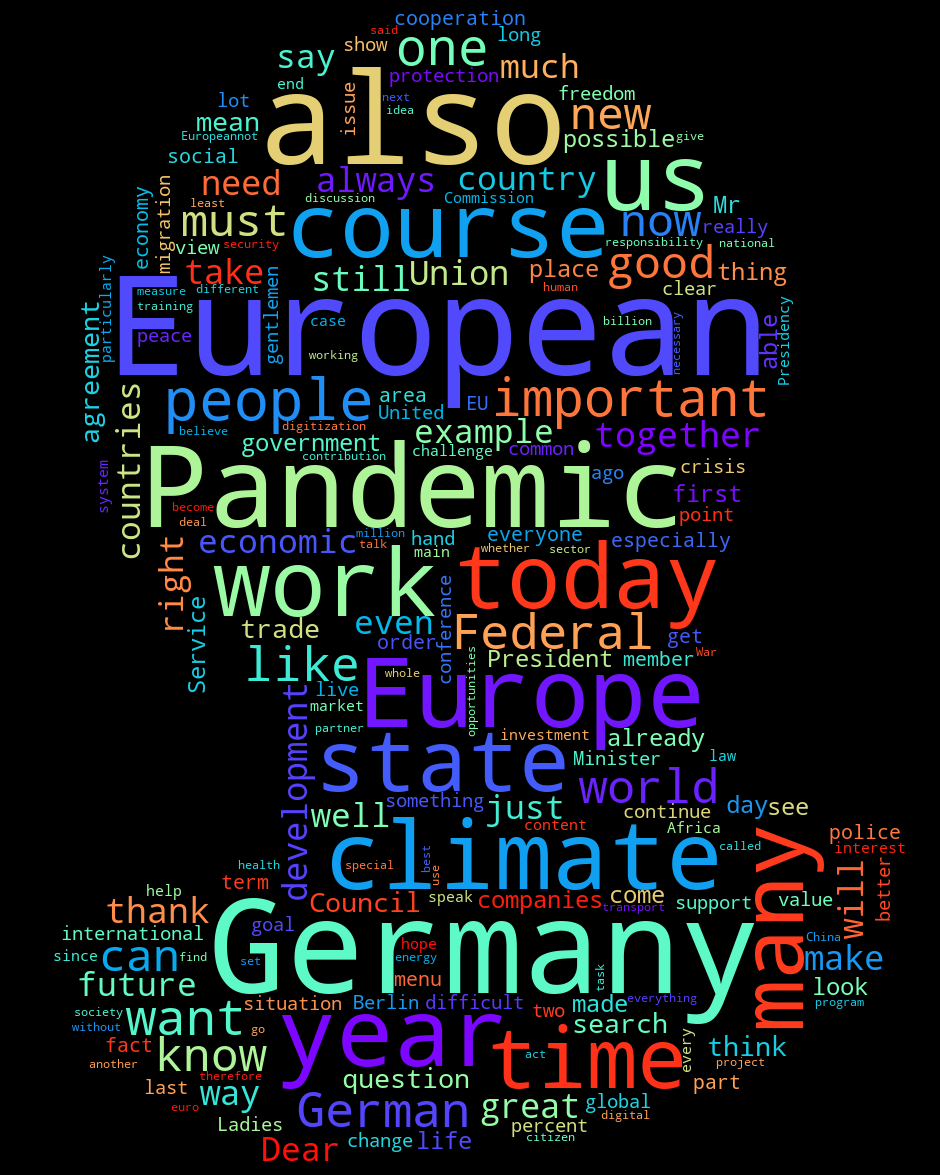 cooperation
said
show
one
long
say
much
protection
end
also
next
idea
issue
freedom
lot
new
mean
Europeannot
possible
give
social
us
need
always
country
discussion
Commission
least
must
course
now
Mr
really
economy
migration
view
security
responsibility
national
take
still
Union
place
good
thing
human
clear
particularly
gentlemen
measure
different
training
European
peace
case
billion
working
necessary
able
Presidency
agreement
people
area
United
EU
important
believe
digitization
government
contribution
example
challenge
common
together
countries
Pandemic
ago
crisis
system
first
become
deal
point
economic
million
talk
hand
main
everyone
whether
sector
especially
right
work
today
Service
trade
even
order
conference
Federal
get
like
President
member
War
whole
live
market
Europe
opportunities
development
partner
state
investment
already
Minister
law
world
something
well
just
continue
day
see
content
Africa
called
police
interest
climate
health
special
best
use
term
help
Council
speak
companies
come
transport
support
value
many
Will
better
thank
goal
Germany
international
since
can
find
set
hope
energy
menu
task
China
make
future
situation
Berlin
difficult
two
made
everything
look
program
society
without
want
year
time
search
every
think
fact
know
go
another
act
project
therefore
question
last
way
part
euro
German
great
global
digital
percent
citizen
Ladies
Dear
change
life